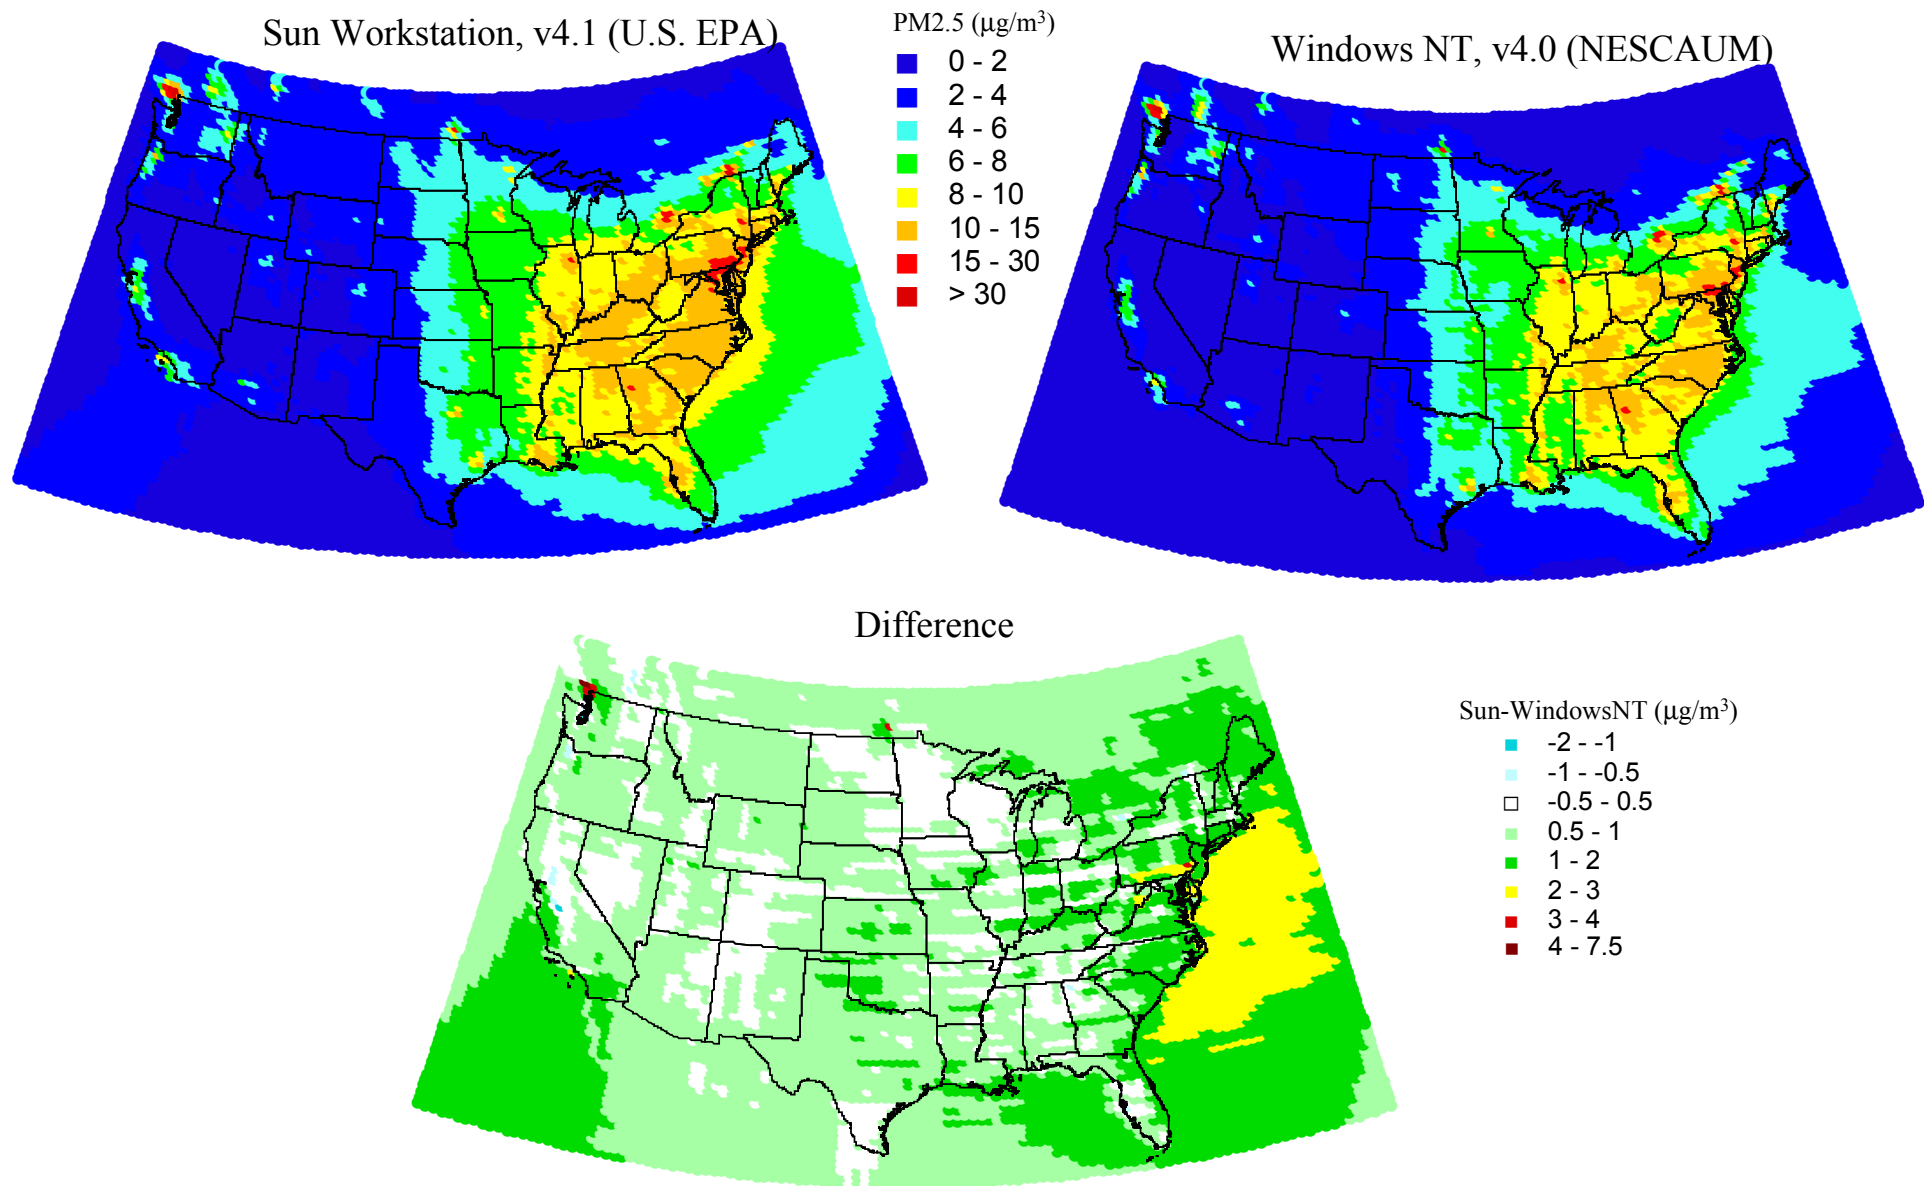 Sun Workstation, v4.1 (U.S. EPA)
PM2.5 (μg/m³)
0 - 2
2 - 4
4 - 6
6 - 8
8 - 10
10 - 15
15 - 30
> 30
Windows NT, v4.0 (NESCAUM)
Difference
Sun-WindowsNT (μg/m³)
-2 - -1
-1 - -0.5
-0.5 - 0.5
0.5 - 1
1 - 2
2 - 3
3 - 4
4 - 7.5